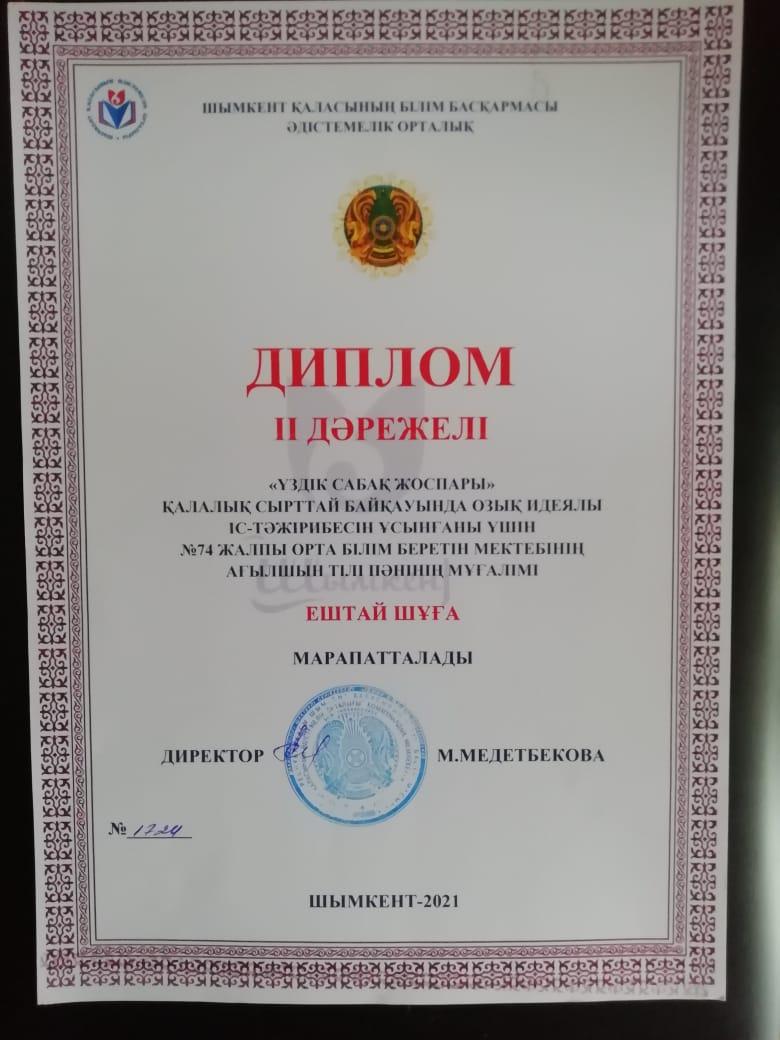 ШЫМКЕНТ ҚАЛАСЫНЫҢ БІЛІМ БАСҚАРМАСЫ
ӘДІСТЕМЕЛІК ОРТАЛЫҚ
ДИПЛОМ
ІІ ДӘРЕЖЕЛІ
«ҮЗДІК САБАҚ ЖОСПАРЫ»
ҚАЛАЛЫҚ СЫРТТАЙ БАЙҚАУЫНДА ОЗЫҚ ИДЕЯЛЫ
ІС-ТӘЖІРИБЕСІН ҰСЫНҒАНЫ ҮШІН
№74 ЖАЛПЫ ОРТА БІЛІМ БЕРЕТІН МЕКТЕБІНІҢ
АҒЫЛШЫН ТІЛІ ПӘНІНІҢ МҰҒАЛІМІ
Шымкент
ЕШТАЙ ШҰҒА
МАРАПАТТАЛАДЫ
ДИРЕКТОР М.МЕДЕТБЕКОВА
№ 1724
ШЫМКЕНТ-2021